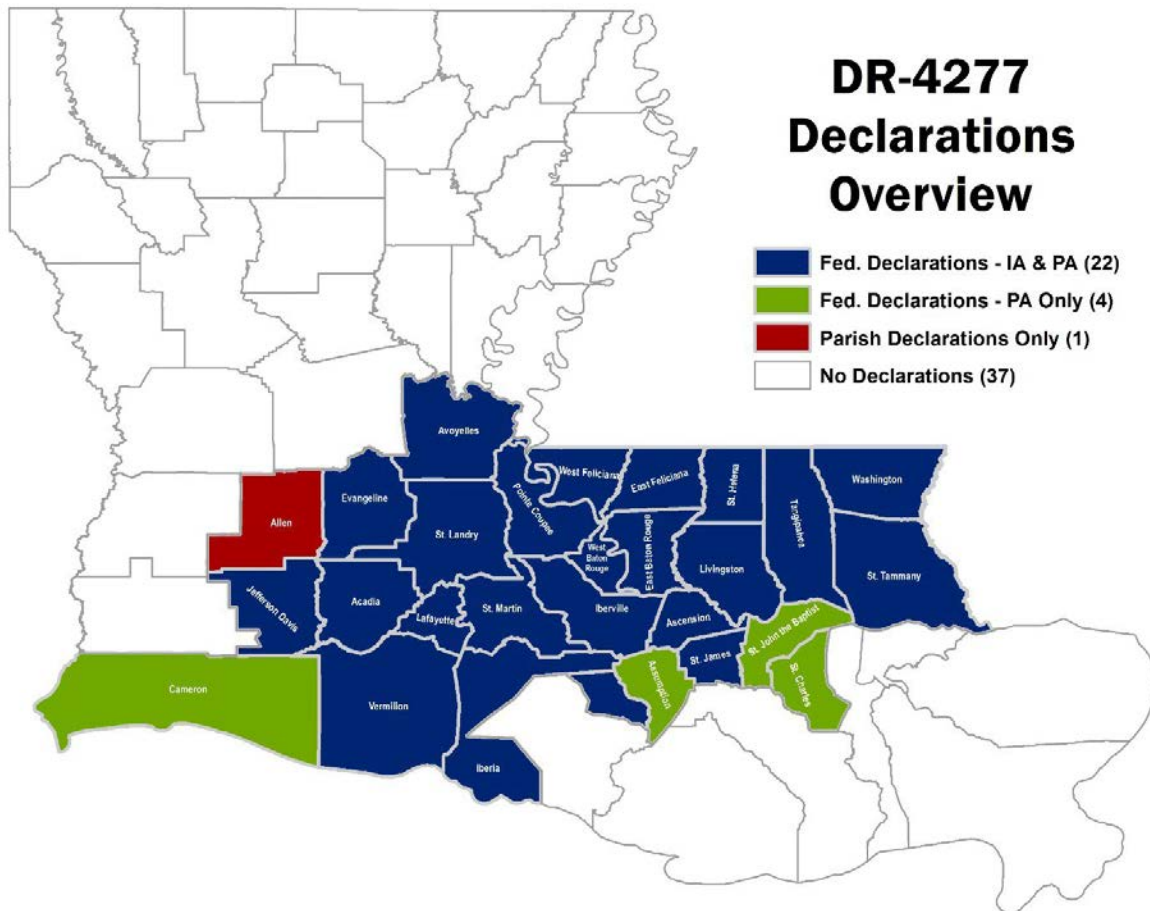 DR-4277
Declarations
Overview
Fed. Declarations - IA & PA (22)
Fed. Declarations - PA Only (4)
Parish Declarations Only (1)
No Declarations (37)
Avoyelles
West Feliciana
East Feliciana
St. Helena
Tangipahoa
Washington
Allen
Evangeline
St. Landry
Pointe Coupee
West
Baton
Rouge
East Baton Rouge
Livingston
St. Tammany
Jefferson Davis
Acadia
Lafayette
St. Martin
Iberville
Ascension
St. James
St. John the Baptist
St. Charles
Assumption
Cameron
Vermilion
Iberia